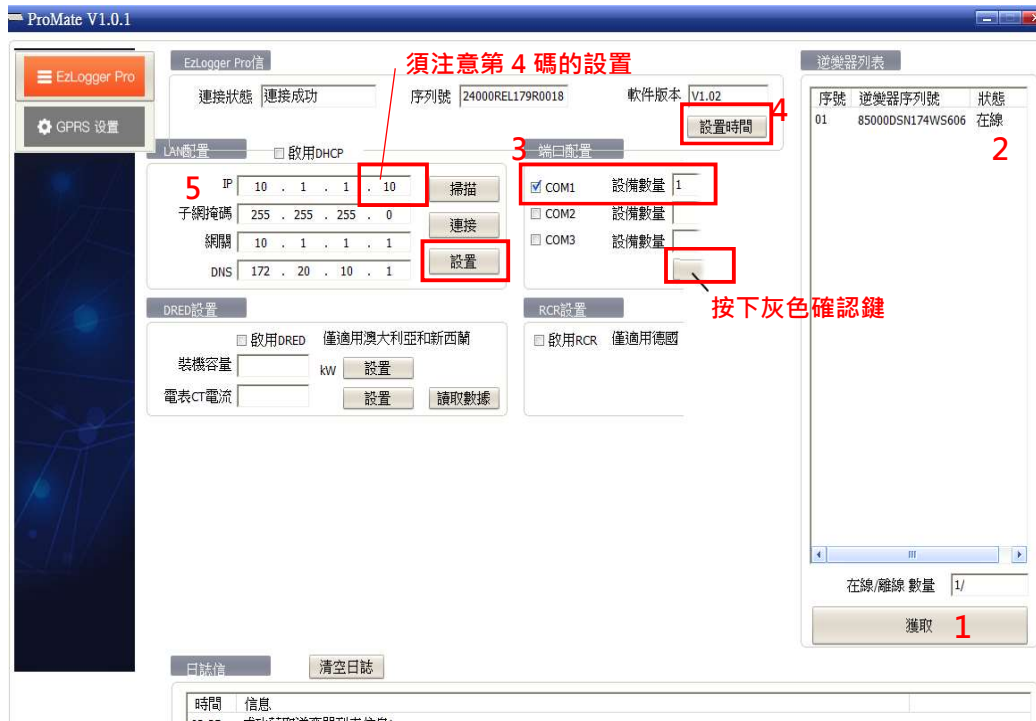 ProMate V1.0.1
EzLogger Pro
GPRS 设置
EzLogger Pro信
須注意第 4 碼的設置
連接狀態 連接成功 序列號 24000REL179R0018 軟件版本 V1.02
4
設置時間
LAN配置 啟用DHCP
5
IP 10 . 1 . 1 . 10 掃描
子網掩碼 255 . 255 . 255 . 0
連接
網關 10 . 1 . 1 . 1
設置
DNS 172 . 20 . 10 . 1
3 端口配置
COM1 設備數量 1
COM2 設備數量
COM3 設備數量
按下灰色確認鍵
DRED設置
啟用DRED 僅適用澳大利亞和新西蘭
裝機容量 kW 設置
電表CT電流 設置 讀取數據
RCR設置
啟用RCR 僅適用德國
逆變器列表
序號 逆變器序列號 狀態
01 85000DSN174WS606 在線
2
在線/離線 數量 1/
獲取 1
日誌信 清空日誌
時間 信息